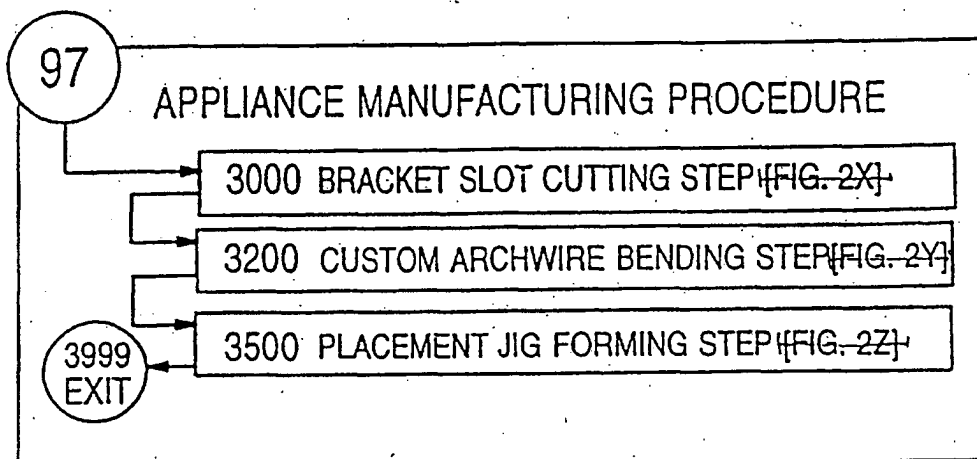 97
APPLIANCE MANUFACTURING PROCEDURE
3000 BRACKET SLOT CUTTING STEP [FIG. 2X]
3200 CUSTOM ARCHWIRE BENDING STEP [FIG. 2Y]
3500 PLACEMENT JIG FORMING STEP [FIG. 2Z]
3999
EXIT